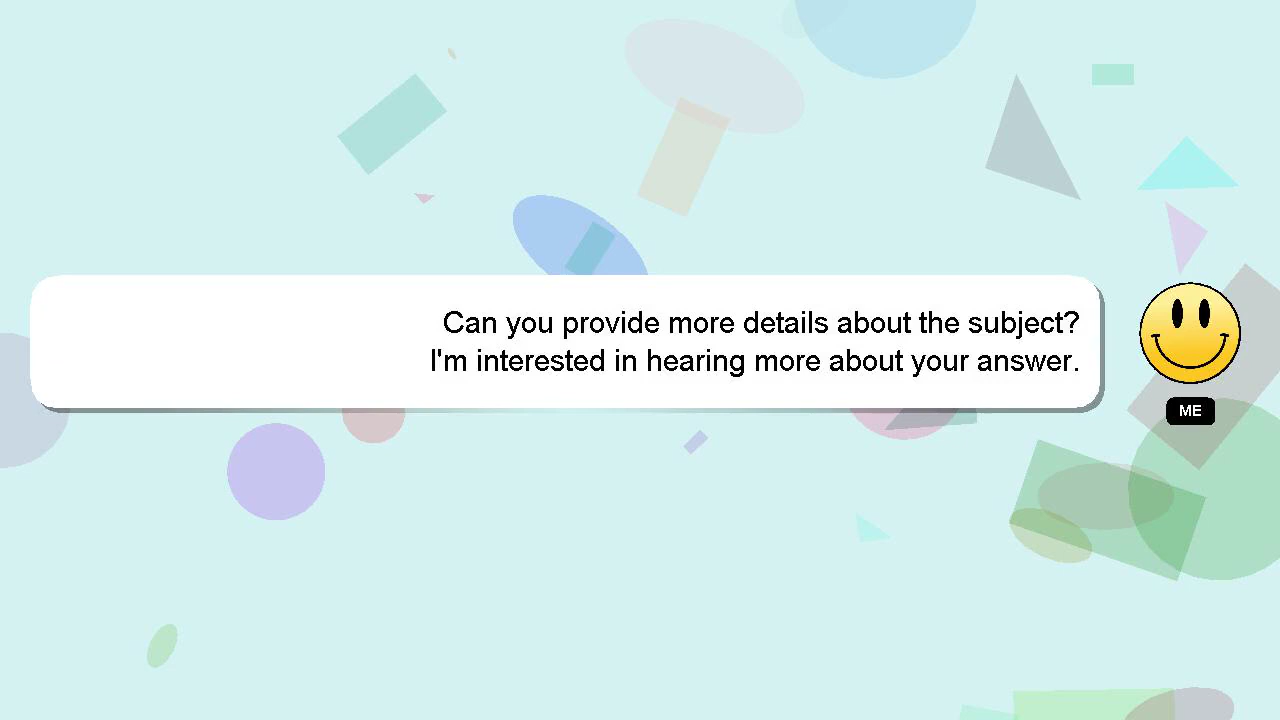 Can you provide more details about the subject?
I'm interested in hearing more about your answer.
ME